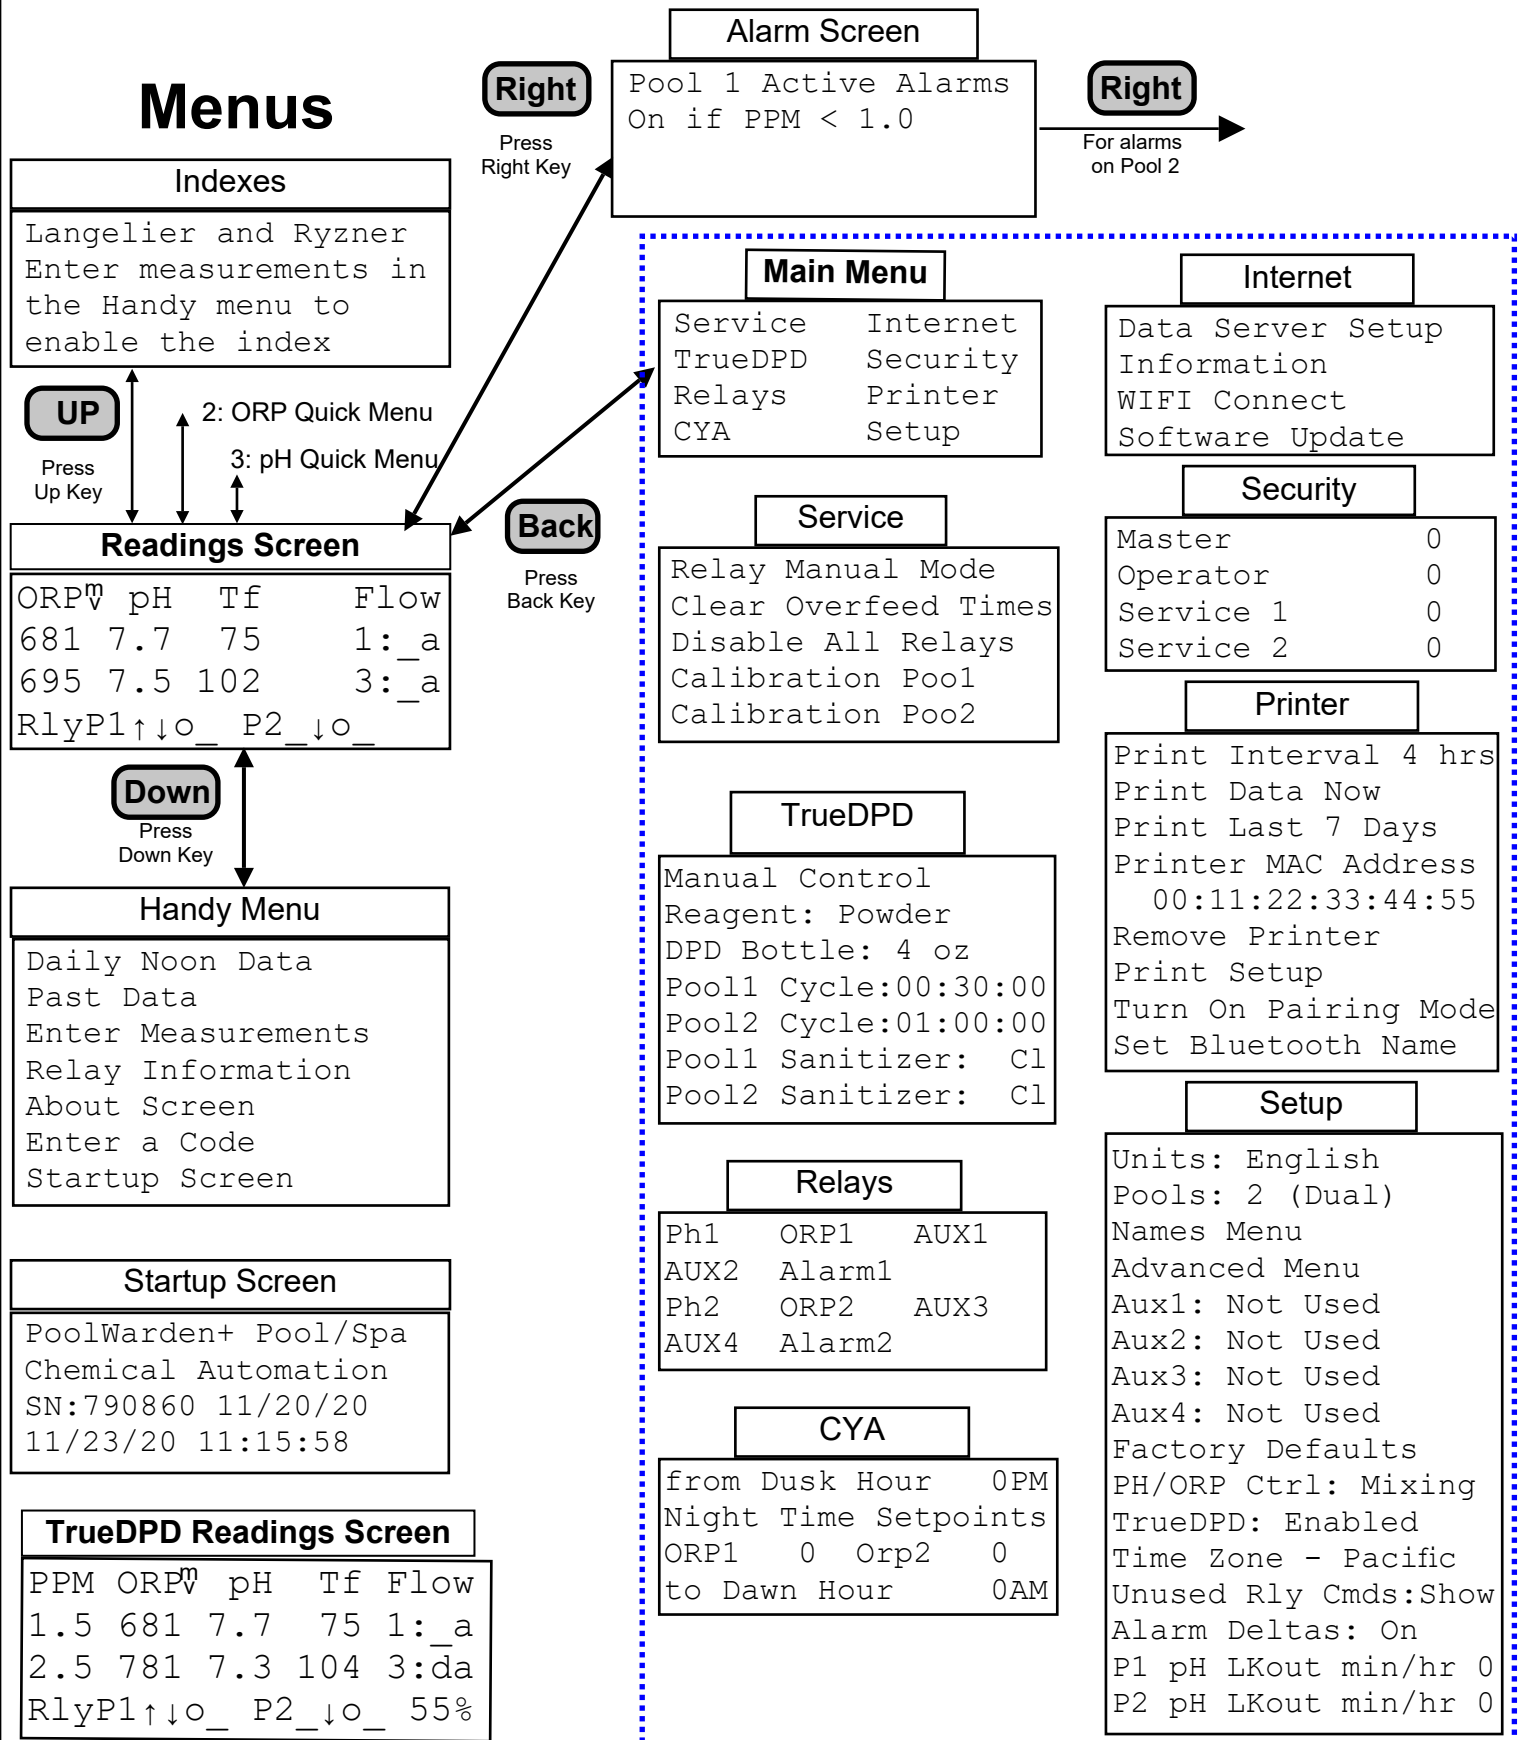 Menus
Indexes
Langelier and Ryzner
Enter measurements in
the Handy menu to
enable the index
UP
Press
Up Key
2: ORP Quick Menu
3: pH Quick Menu
Readings Screen
ORPmV pH Tf Flow
681 7.7 75 1:_a
695 7.5 102 3:_a
RlyP1↑↓o_ P2_↓o_
Down
Press
Down Key
Handy Menu
Daily Noon Data
Past Data
Enter Measurements
Relay Information
About Screen
Enter a Code
Startup Screen
Startup Screen
PoolWarden+ Pool/Spa
Chemical Automation
SN:790860 11/20/20
11/23/20 11:15:58
TrueDPD Readings Screen
PPM ORPmV pH Tf Flow
1.5 681 7.7 75 1:_a
2.5 781 7.3 104 3:da
RlyP1↑↓o_ P2_↓o_ 55%
Right
Press
Right Key
Alarm Screen
Pool 1 Active Alarms
On if PPM < 1.0
Right
For alarms
on Pool 2
Back
Press
Back Key
Main Menu
Service Internet
TrueDPD Security
Relays Printer
CYA Setup
Service
Relay Manual Mode
Clear Overfeed Times
Disable All Relays
Calibration Poo1
Calibration Poo2
TrueDPD
Manual Control
Reagent: Powder
DPD Bottle: 4 oz
Pool1 Cycle:00:30:00
Pool2 Cycle:01:00:00
Pool1 Sanitizer: Cl
Pool2 Sanitizer: Cl
Relays
Ph1 ORP1 AUX1
AUX2 Alarm1
Ph2 ORP2 AUX3
AUX4 Alarm2
CYA
from Dusk Hour 0PM
Night Time Setpoints
ORP1 0 Orp2 0
to Dawn Hour 0AM
Internet
Data Server Setup
Information
WIFI Connect
Software Update
Security
Master 0
Operator 0
Service 1 0
Service 2 0
Printer
Print Interval 4 hrs
Print Data Now
Print Last 7 Days
Printer MAC Address
00:11:22:33:44:55
Remove Printer
Print Setup
Turn On Pairing Mode
Set Bluetooth Name
Setup
Units: English
Pools: 2 (Dual)
Names Menu
Advanced Menu
Aux1: Not Used
Aux2: Not Used
Aux3: Not Used
Aux4: Not Used
Factory Defaults
PH/ORP Ctrl: Mixing
TrueDPD: Enabled
Time Zone - Pacific
Unused Rly Cmds:Show
Alarm Deltas: On
P1 pH LKout min/hr 0
P2 pH LKout min/hr 0